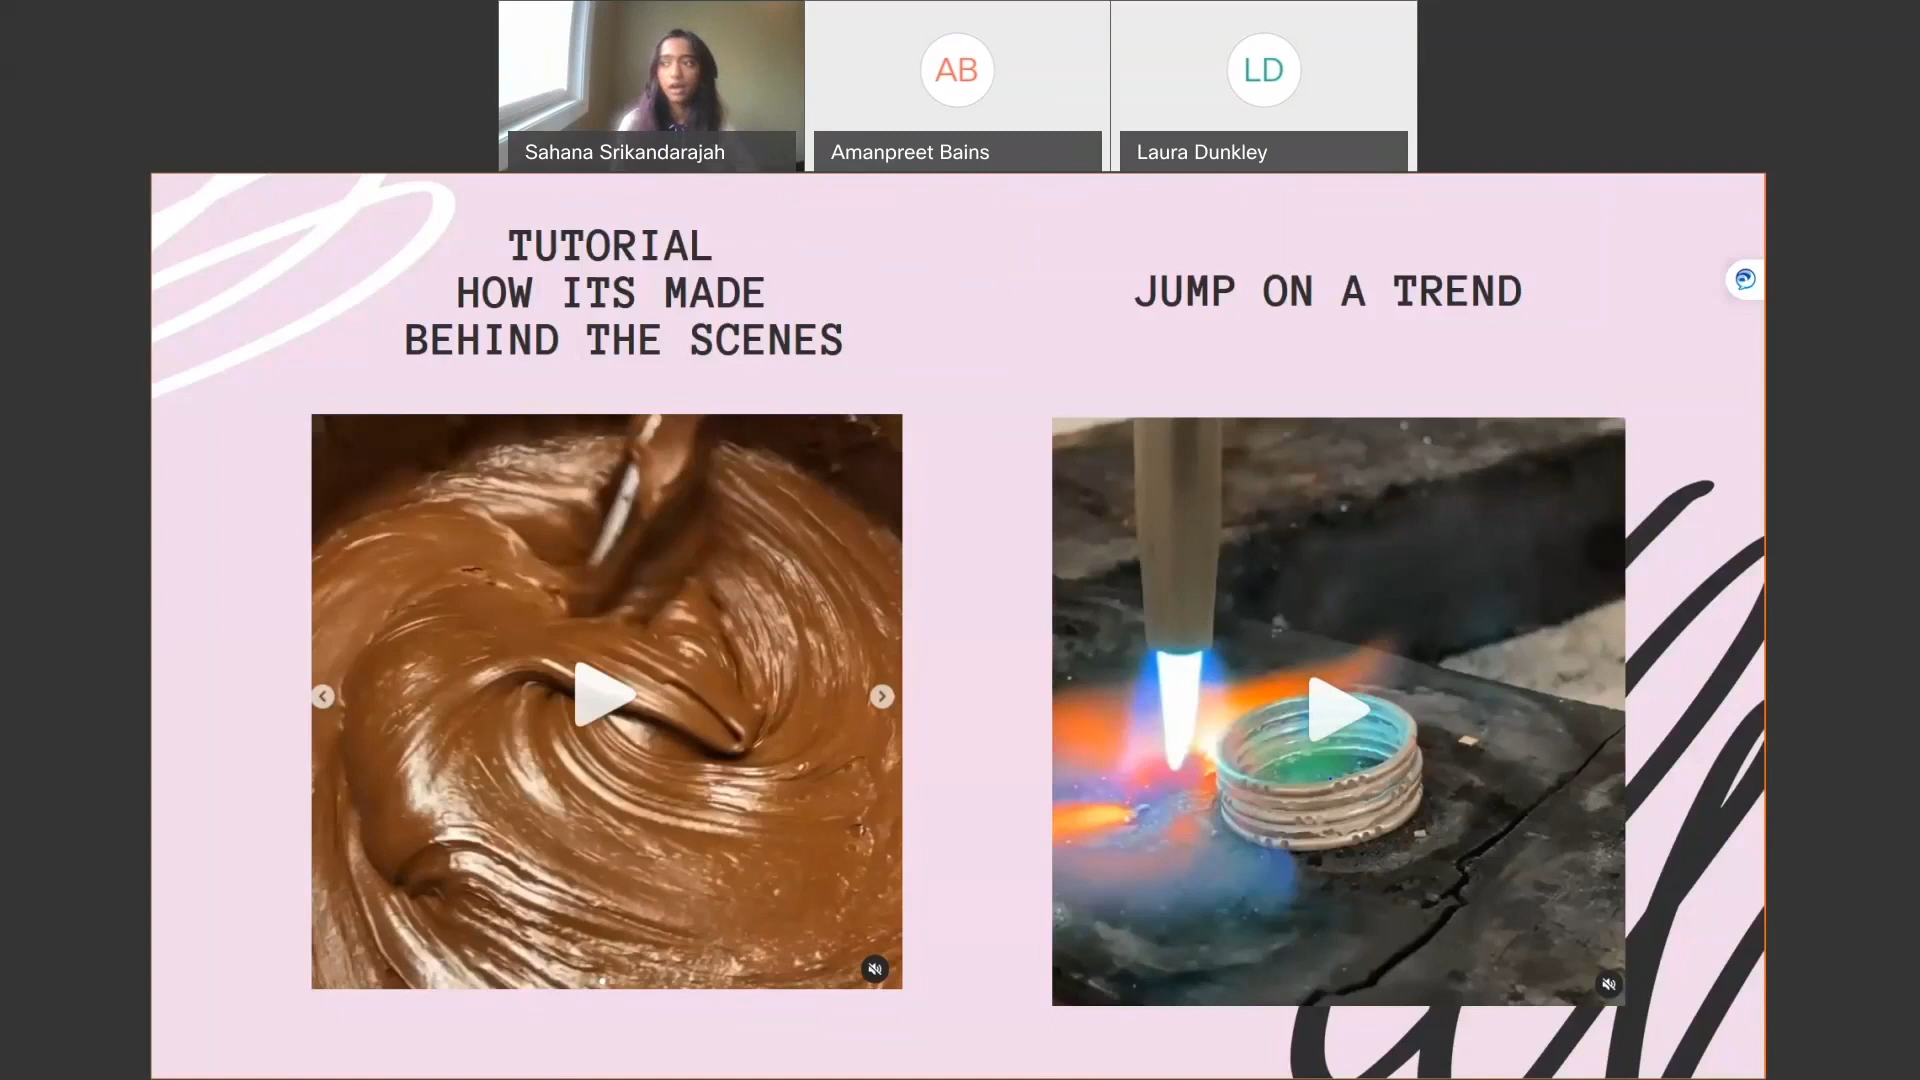 AB
LD
Sahana Srikandarajah
Amanpreet Bains
Laura Dunkley
TUTORIAL
HOW ITS MADE
BEHIND THE SCENES
JUMP ON A TREND